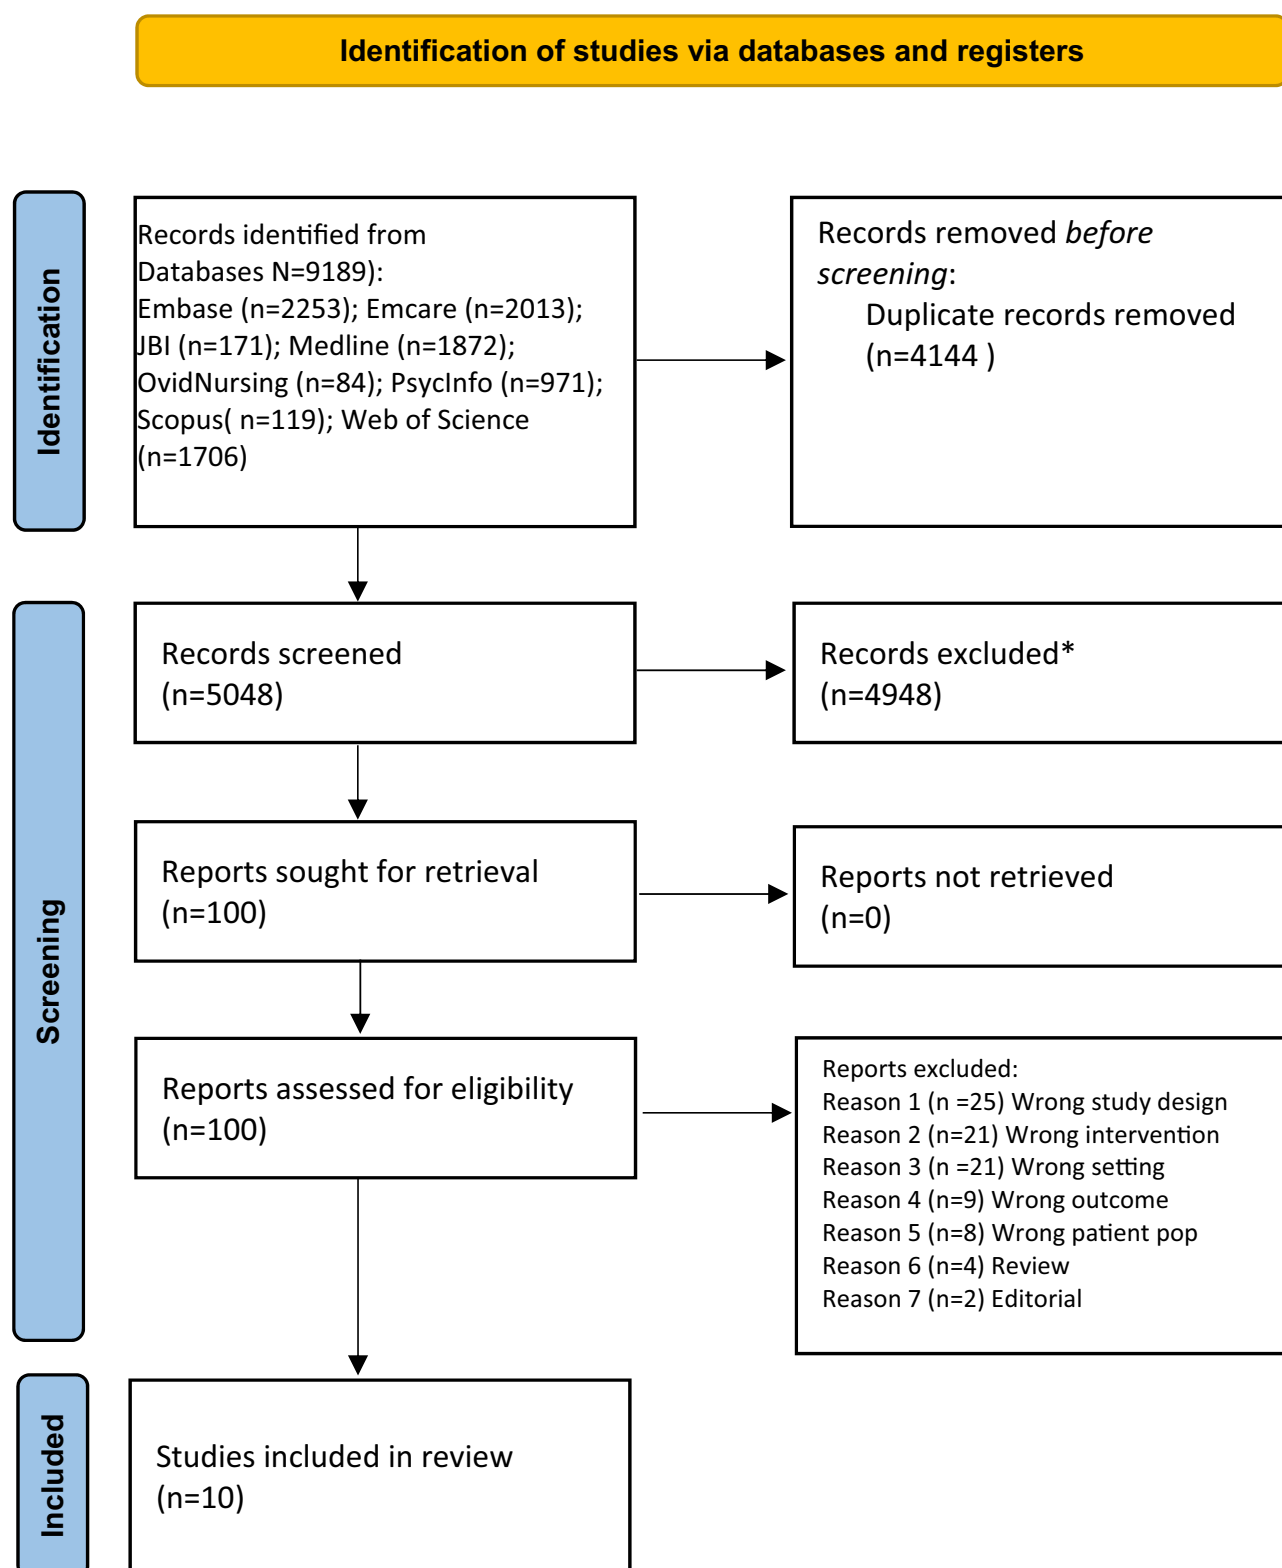 Identification of studies via databases and registers
Identification
Records identified from
Databases N=9189):
Embase (n=2253); Emcare (n=2013);
JBI (n=171); Medline (n=1872);
OvidNursing (n=84); PsycInfo (n=971);
Scopus( n=119); Web of Science
(n=1706)
Records removed before
screening:
Duplicate records removed
(n=4144 )
Screening
Records screened
(n=5048)
Records excluded*
(n=4948)
Reports sought for retrieval
(n=100)
Reports not retrieved
(n=0)
Reports assessed for eligibility
(n=100)
Reports excluded:
Reason 1 (n =25) Wrong study design
Reason 2 (n=21) Wrong intervention
Reason 3 (n =21) Wrong setting
Reason 4 (n=9) Wrong outcome
Reason 5 (n=8) Wrong patient pop
Reason 6 (n=4) Review
Reason 7 (n=2) Editorial
Included
Studies included in review
(n=10)